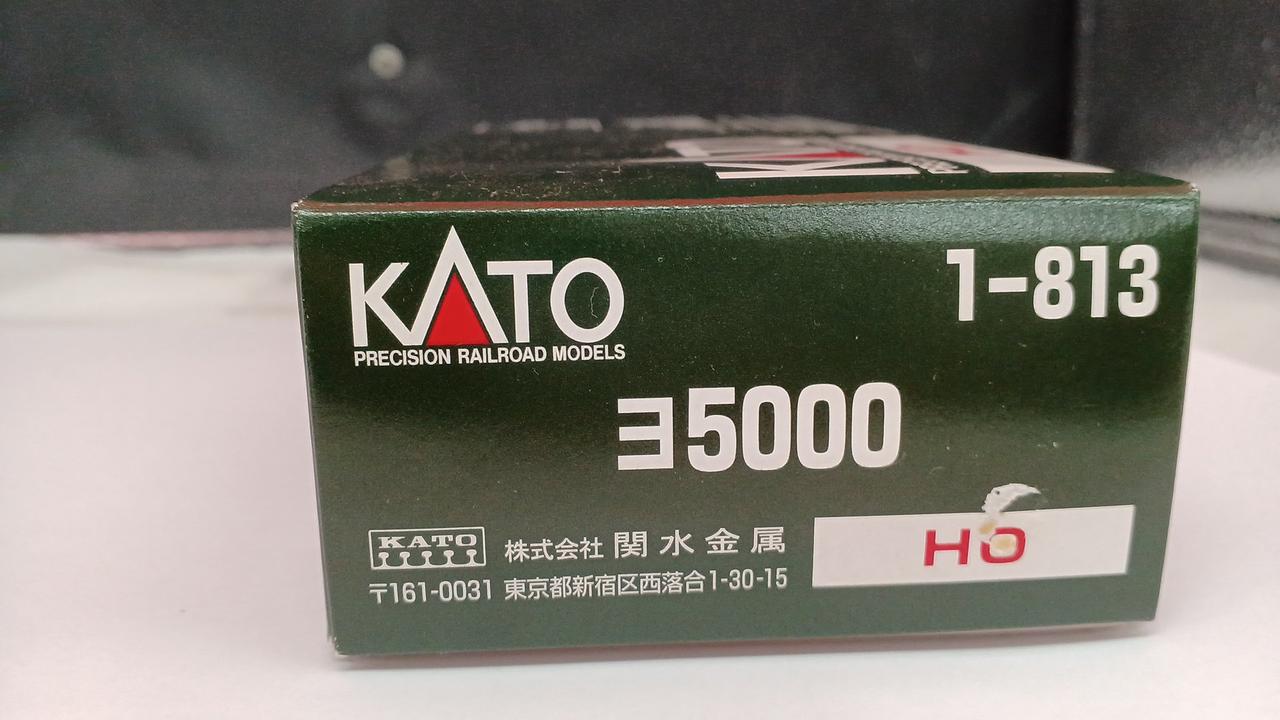 KATO
PRECISION RAILROAD MODELS
1-813
ヨ5000
KATO
株式会社 関水金属
〒161-0031 東京都新宿区西落合1-30-15
HO